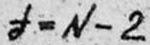 d = N - 2